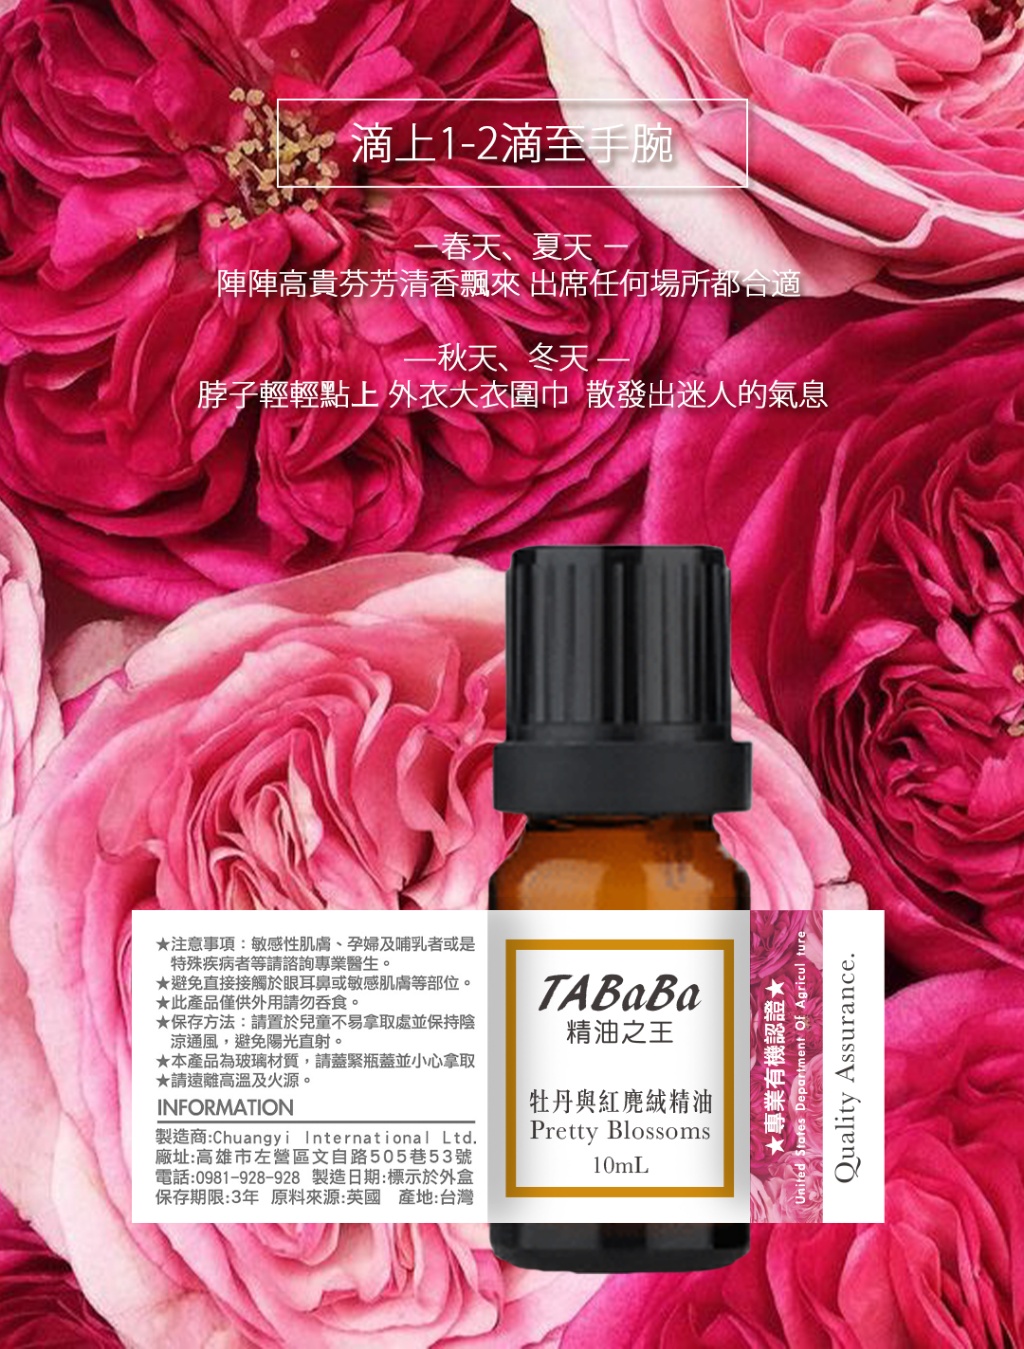 滴上1-2滴至手腕
—春天、夏天 —
陣陣高貴芬芳清香飄來 出席任何場所都合適
—秋天、冬天 —
脖子輕輕點上 外衣大衣圍巾 散發出迷人的氣息
★注意事項：敏感性肌膚、孕婦及哺乳者或是
特殊疾病者等請諮詢專業醫生。
★避免直接接觸於眼耳鼻或敏感肌膚等部位。
★此產品僅供外用請勿吞食。
★保存方法：請置於兒童不易拿取處並保持陰
涼通風，避免陽光直射。
★本產品為玻璃材質，請蓋緊瓶蓋並小心拿取
★請遠離高溫及火源。
INFORMATION
製造商:Chuangyi International Ltd.
廠址:高雄市左營區文自路505巷53號
電話:0981-928-928 製造日期:標示於外盒
保存期限:3年 原料來源:英國 產地:台灣
TABaBa
精油之王
牡丹與紅麂絨精油
Pretty Blossoms
10mL
★專業有機認證★
United States Department Of Agricul ture
Quality Assurance.